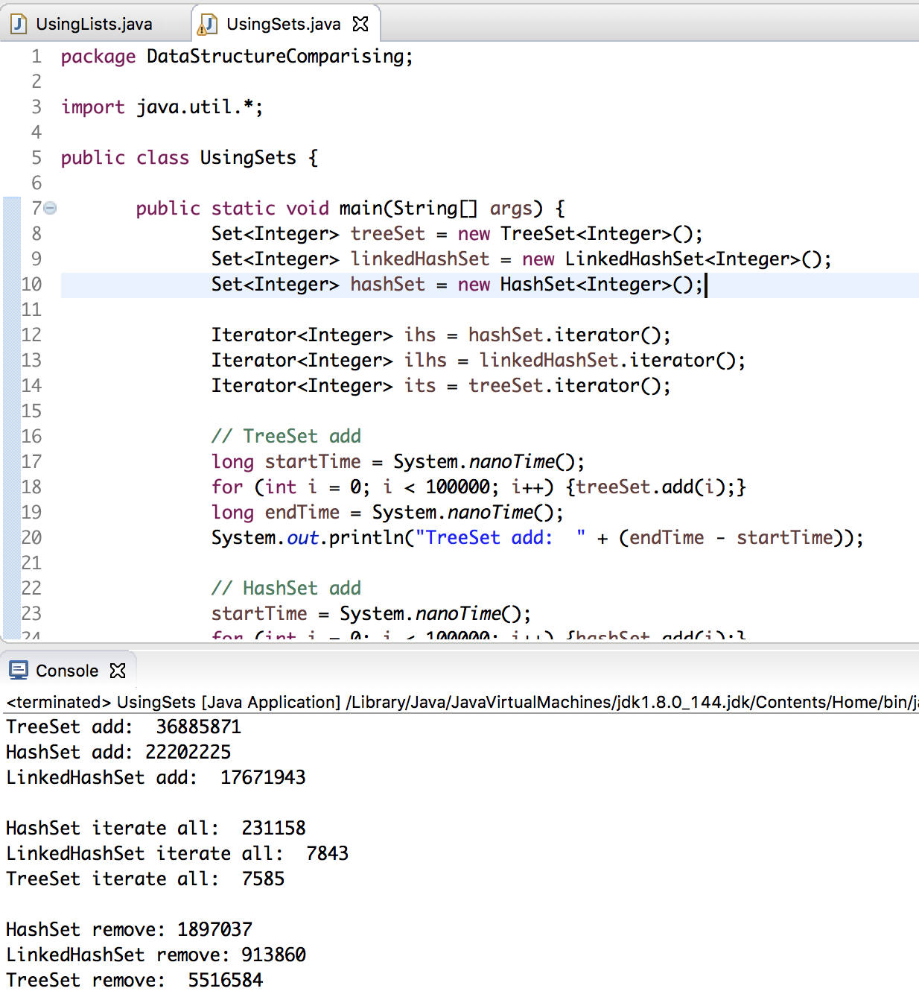 UsingLists.java
UsingSets.java
1 package DataStructureComparising;
2
3 import java.util.*;
4
5 public class UsingSets {
6
7 public static void main(String[] args) {
8 Set<Integer> treeSet = new TreeSet<Integer>();
9 Set<Integer> linkedHashSet = new LinkedHashSet<Integer>();
10 Set<Integer> hashSet = new HashSet<Integer>();
11
12 Iterator<Integer> ihs = hashSet.iterator();
13 Iterator<Integer> ilhs = linkedHashSet.iterator();
14 Iterator<Integer> its = treeSet.iterator();
15
16 // TreeSet add
17 long startTime = System.nanoTime();
18 for (int i = 0; i < 100000; i++) {treeSet.add(i);}
19 long endTime = System.nanoTime();
20 System.out.println("TreeSet add:  " + (endTime - startTime));
21
22 // HashSet add
23 startTime = System.nanoTime();
24 for (int i = 0; i < 100000; i++) {hashSet.add(i);}
Console
<terminated> UsingSets [Java Application] /Library/Java/JavaVirtualMachines/jdk1.8.0_144.jdk/Contents/Home/bin/j
TreeSet add:  36885871
HashSet add: 22202225
LinkedHashSet add:  17671943

HashSet iterate all:  231158
LinkedHashSet iterate all:  7843
TreeSet iterate all:  7585

HashSet remove: 1897037
LinkedHashSet remove: 913860
TreeSet remove:  5516584